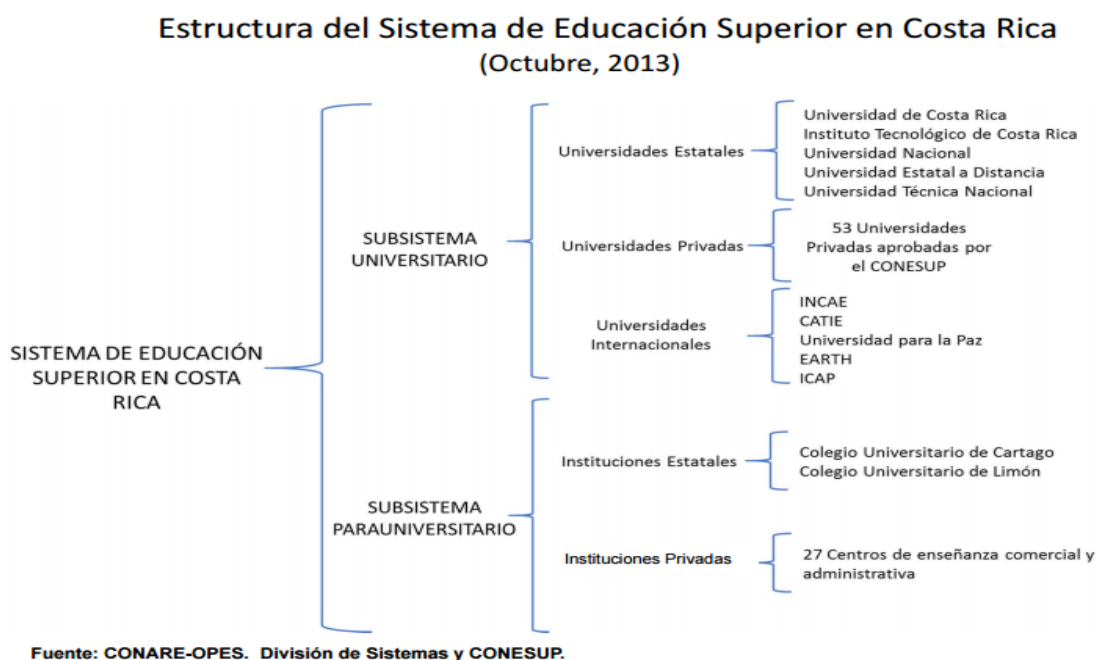 Estructura del Sistema de Educación Superior en Costa Rica
(Octubre, 2013)
SISTEMA DE EDUCACIÓN
SUPERIOR EN COSTA
RICA
SUBSISTEMA
UNIVERSITARIO
Universidades Estatales
Universidad de Costa Rica
Instituto Tecnológico de Costa Rica
Universidad Nacional
Universidad Estatal a Distancia
Universidad Técnica Nacional
Universidades Privadas
53 Universidades
Privadas aprobadas por
el CONESUP
Universidades
Internacionales
INCAE
CATIE
Universidad para la Paz
EARTH
ICAP
SUBSISTEMA
PARAUNIVERSITARIO
Instituciones Estatales
Colegio Universitario de Cartago
Colegio Universitario de Limón
Instituciones Privadas
27 Centros de enseñanza comercial y
administrativa
Fuente: CONARE-OPES. División de Sistemas y CONESUP.